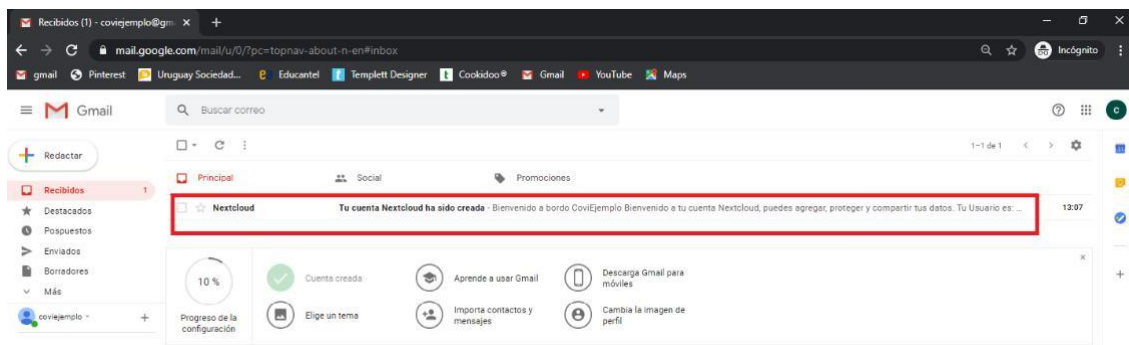 Recibidos (1) - coviejemplo@gm
mail.google.com/mail/u/0/?pc=topnav-about-n-en#inbox
Incógnito
gmail Pinterest Uruguay Sociedad... Educantel Templett Designer Cookidoo® Gmail YouTube Maps
Gmail
Buscar correo
C
Redactar
1–1 de 1
Principal Social Promociones
Recibidos 1
Nextcloud Tu cuenta Nextcloud ha sido creada - Bienvenido a bordo CoviEjemplo Bienvenido a tu cuenta Nextcloud, puedes agregar, proteger y compartir tus datos. Tu Usuario es: ... 13:07
Destacados
Pospuestos
Enviados
Borradores
Más
coviejemplo
10 %
Progreso de la
configuración
Cuenta creada
Aprende a usar Gmail
Descarga Gmail para
móviles
Elige un tema
Importa contactos y
mensajes
Cambia la imagen de
perfil